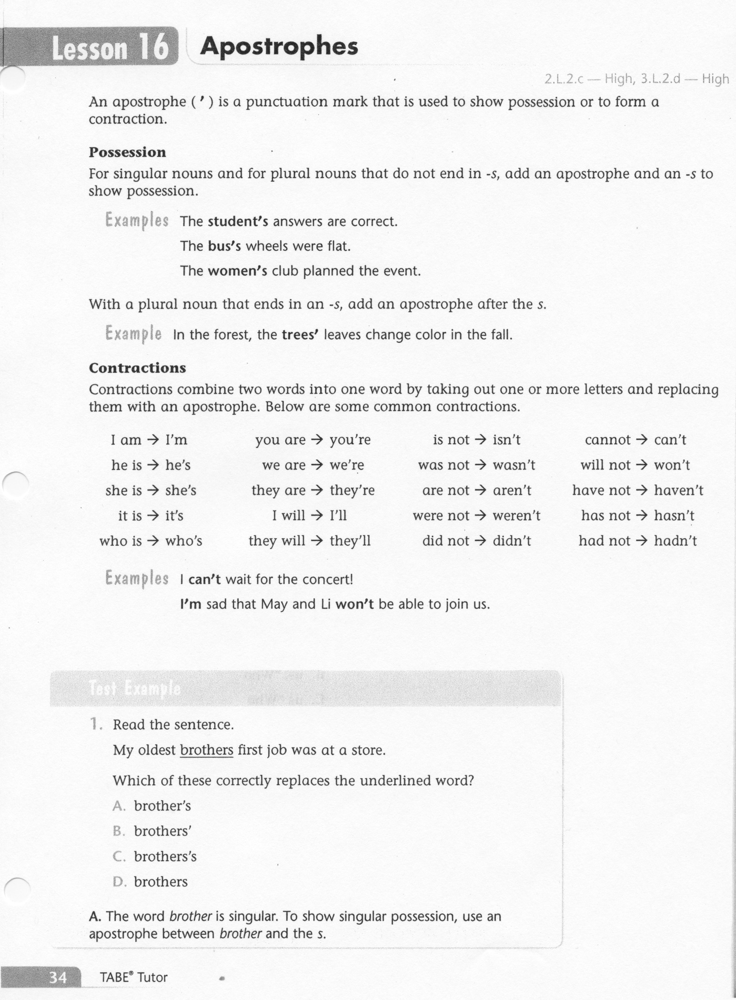 Lesson 16 Apostrophes
2.L.2.c — High, 3.L.2.d — High
An apostrophe ( ′ ) is a punctuation mark that is used to show possession or to form a
contraction.
Possession
For singular nouns and for plural nouns that do not end in -s, add an apostrophe and an -s to
show possession.
Examples The student's answers are correct.
The bus's wheels were flat.
The women's club planned the event.
With a plural noun that ends in an -s, add an apostrophe after the s.
Example In the forest, the trees' leaves change color in the fall.
Contractions
Contractions combine two words into one word by taking out one or more letters and replacing
them with an apostrophe. Below are some common contractions.
I am → I'm you are → you're is not → isn't cannot → can't
he is → he's we are → we're was not → wasn't will not → won't
she is → she's they are → they're are not → aren't have not → haven't
it is → it's I will → I'll were not → weren't has not → hasn't
who is → who's they will → they'll did not → didn't had not → hadn't
Examples I can't wait for the concert!
I'm sad that May and Li won't be able to join us.
Test Example
1. Read the sentence.
My oldest brothers first job was at a store.
Which of these correctly replaces the underlined word?
A. brother's
B. brothers'
C. brothers's
D. brothers
A. The word brother is singular. To show singular possession, use an
apostrophe between brother and the s.
34 TABE® Tutor